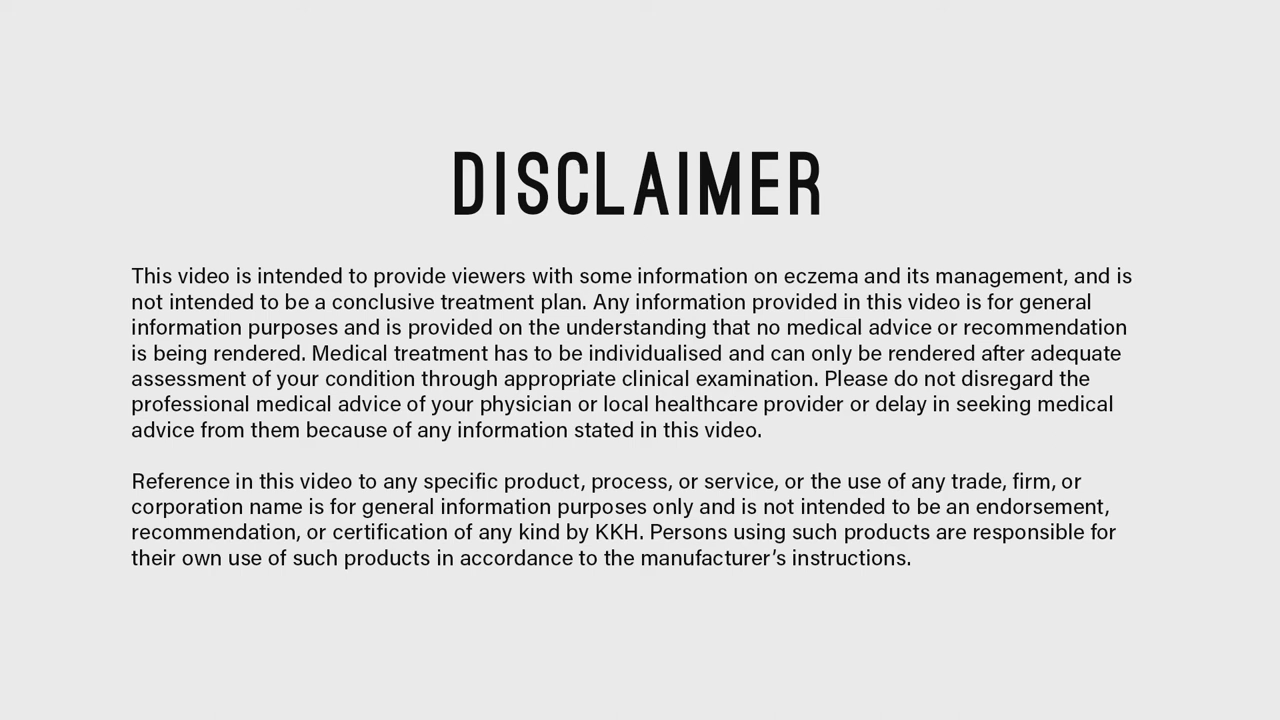 DISCLAIMER
This video is intended to provide viewers with some information on eczema and its management, and is
not intended to be a conclusive treatment plan. Any information provided in this video is for general
information purposes and is provided on the understanding that no medical advice or recommendation
is being rendered. Medical treatment has to be individualised and can only be rendered after adequate
assessment of your condition through appropriate clinical examination. Please do not disregard the
professional medical advice of your physician or local healthcare provider or delay in seeking medical
advice from them because of any information stated in this video.
Reference in this video to any specific product, process, or service, or the use of any trade, firm, or
corporation name is for general information purposes only and is not intended to be an endorsement,
recommendation, or certification of any kind by KKH. Persons using such products are responsible for
their own use of such products in accordance to the manufacturer’s instructions.